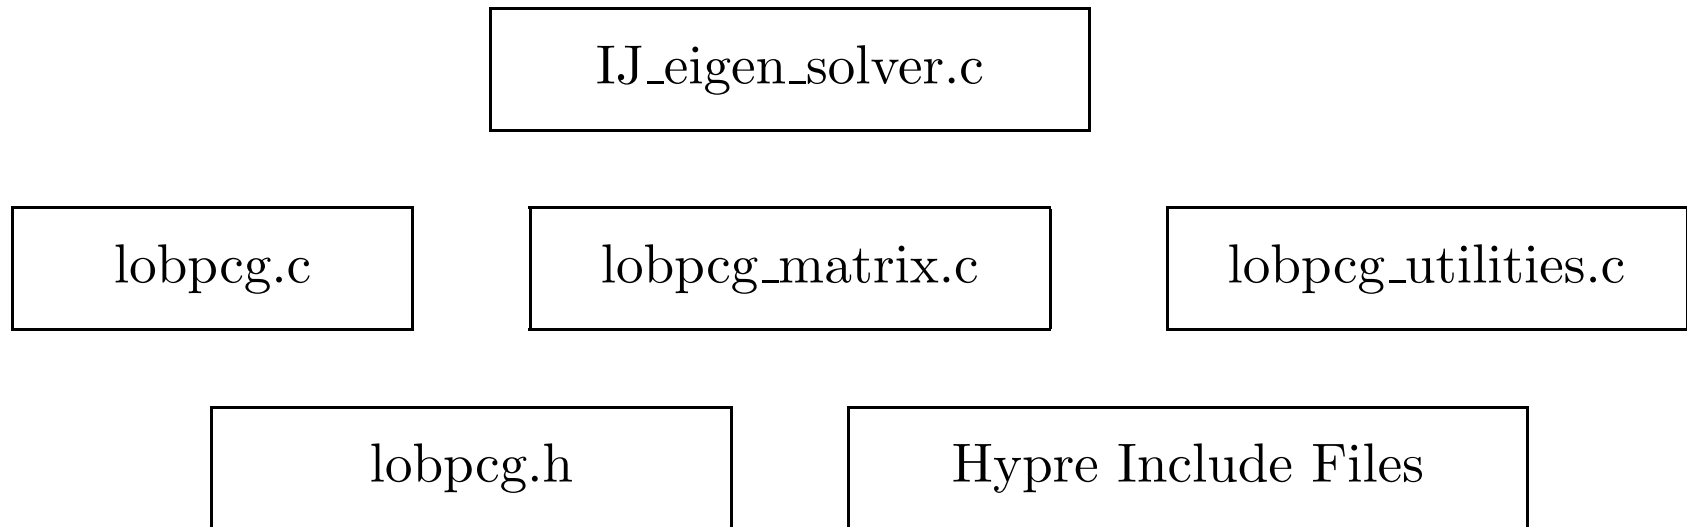 IJ_eigen_solver.c
lobpcg.c
lobpcg_matrix.c
lobpcg_utilities.c
lobpcg.h
Hypre Include Files